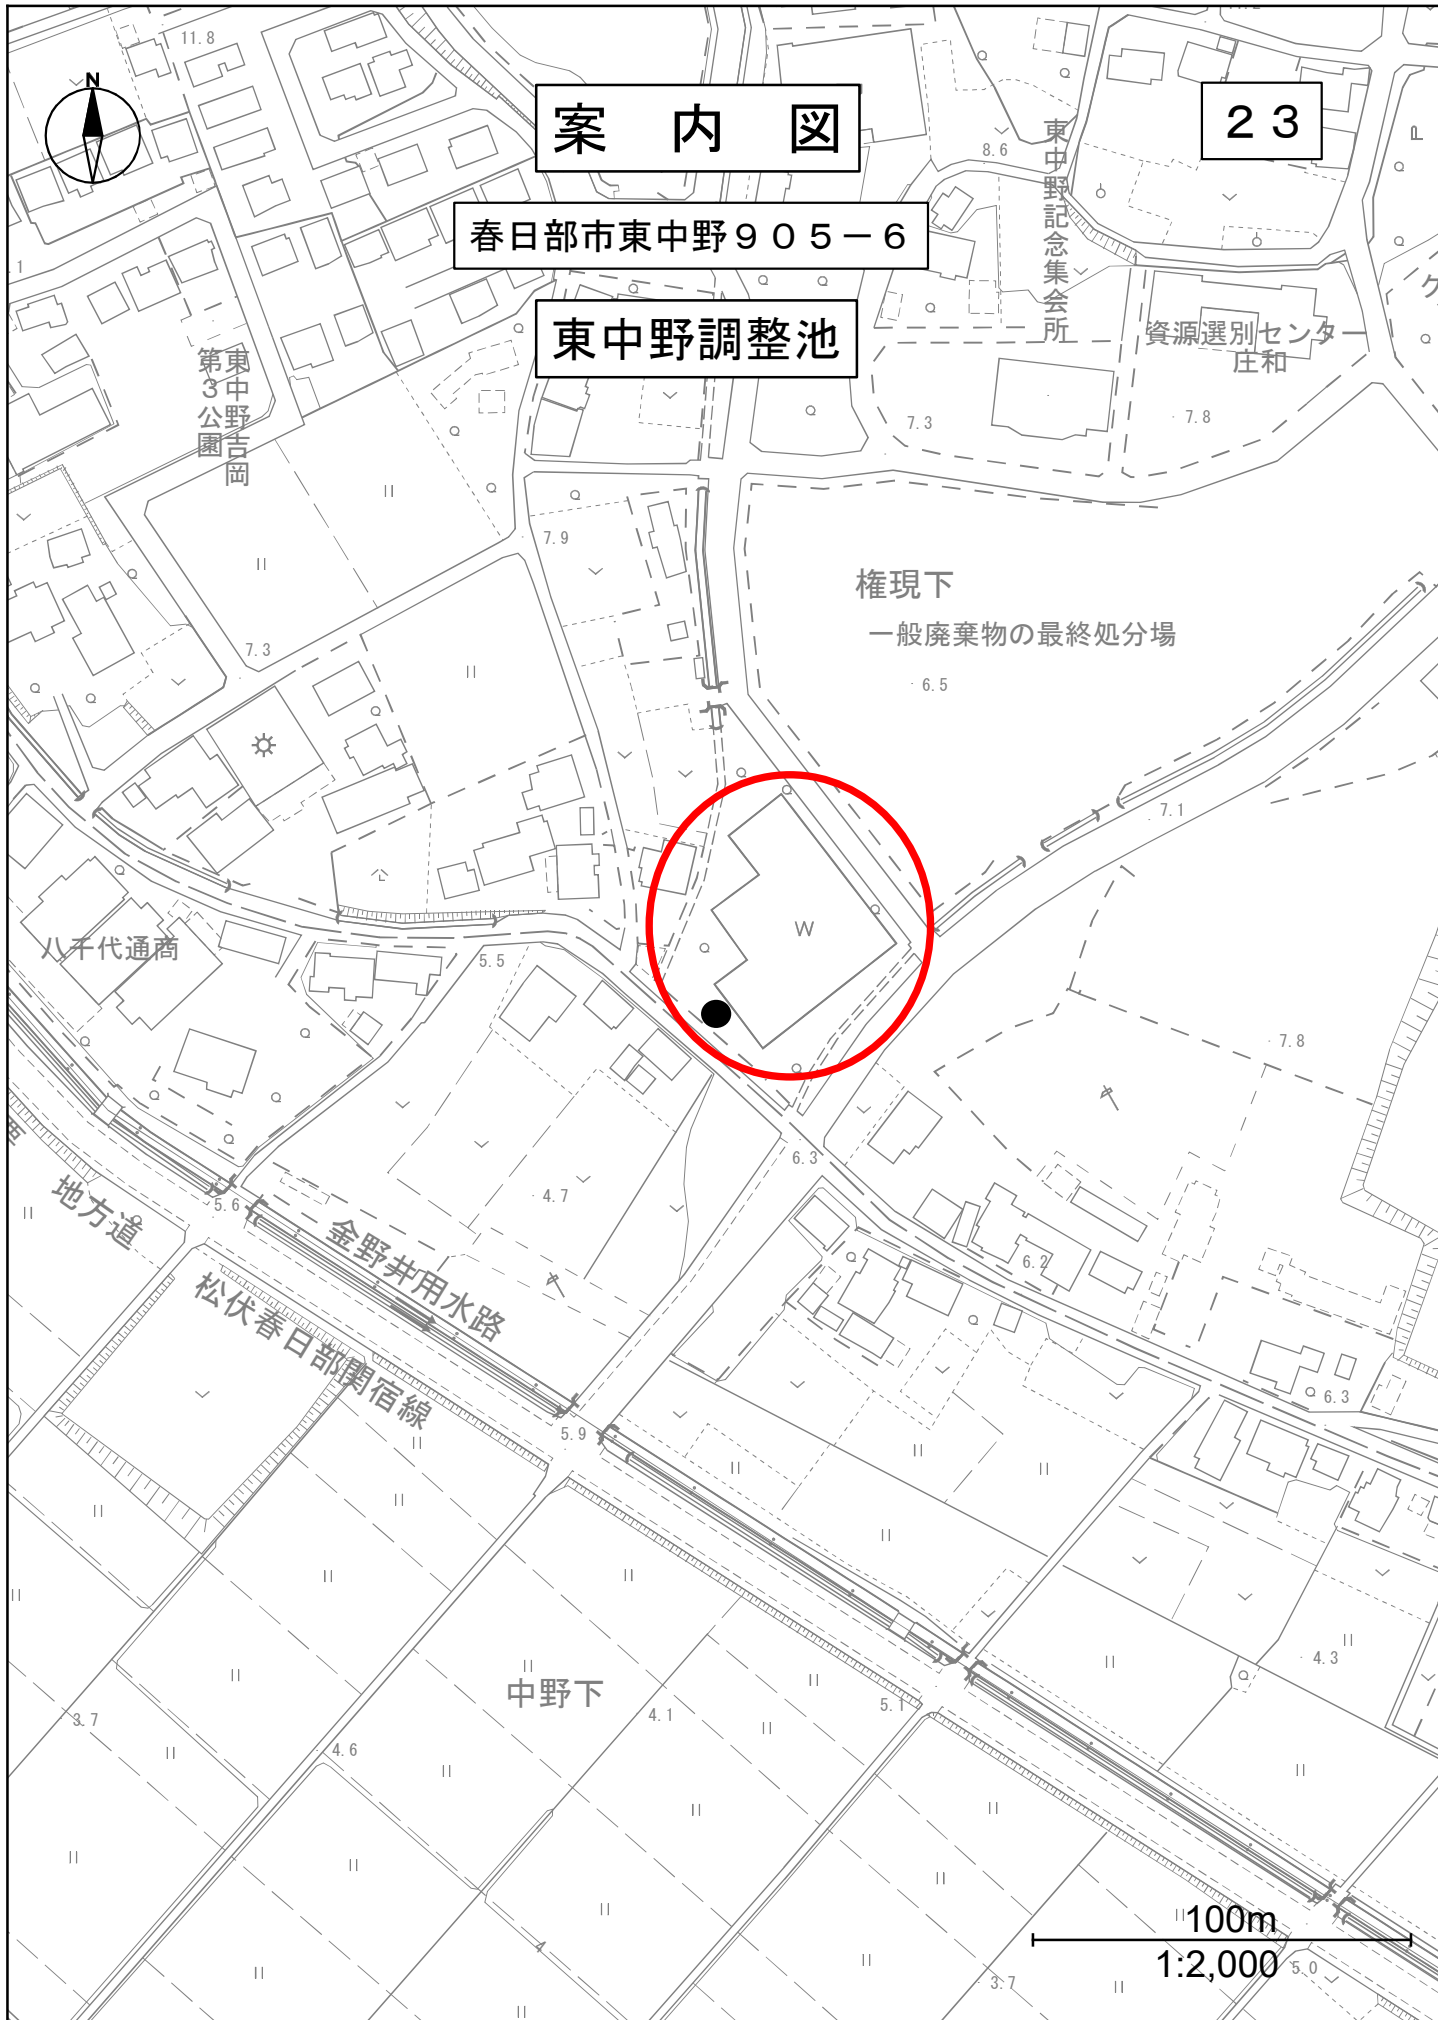 案内図
23
春日部市東中野905-6
東中野調整池
N
11.8
8.6
東中野記念集会所
資源選別センター
庄和
東中野吉岡
第3公園
7.3
7.8
7.9
権現下
一般廃棄物の最終処分場
6.5
7.3
7.1
W
八千代通商
5.5
7.8
6.3
4.7
5.6
地方道
金野井用水路
松伏春日部関宿線
6.2
6.3
5.9
4.3
中野下
5.1
4.1
3.7
4.6
100m
1:2,000
5.0
3.7